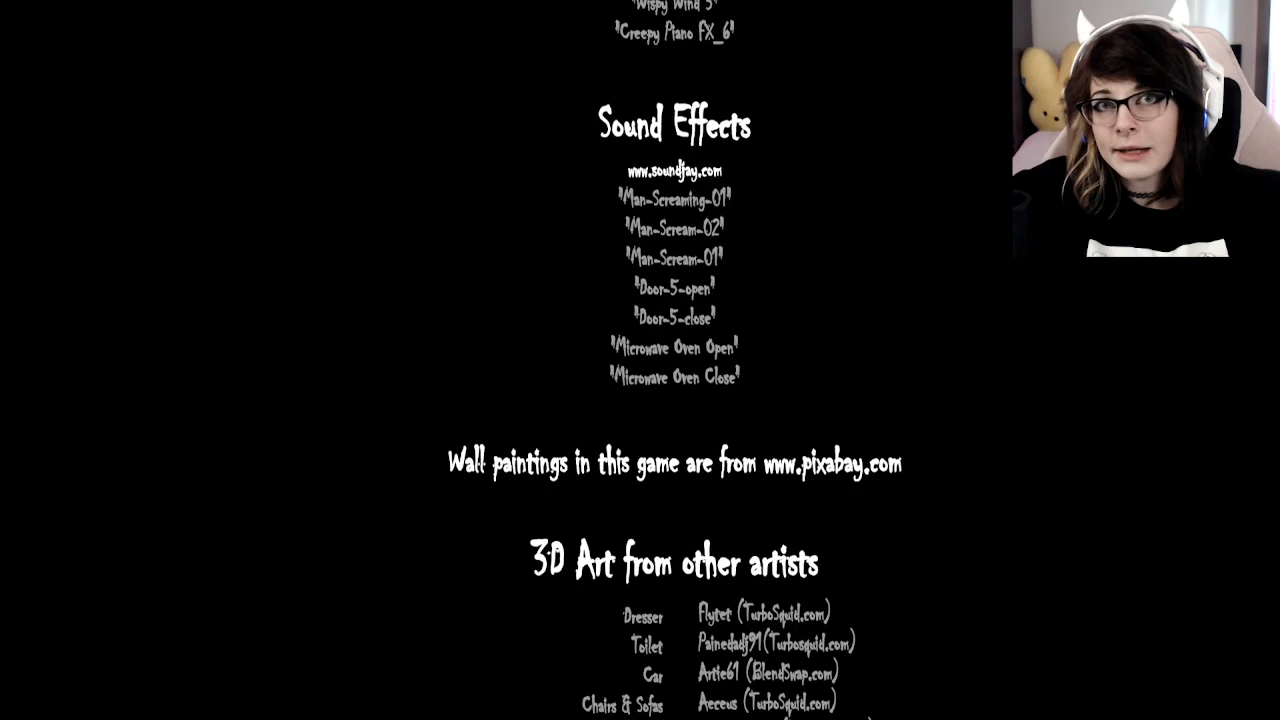 "Wispy Wind 5"
"Creepy Piano FX_6"
Sound Effects
www.soundjay.com
"Man-Screaming-01"
"Man-Scream-02"
"Man-Scream-01"
"Door-5-open"
"Door-5-close"
"Microwave Oven Open"
"Microwave Oven Close"
Wall paintings in this game are from www.pixabay.com
3D Art from other artists
Dresser Flytet (TurboSquid.com)
Toilet Painedadj91(Turbosquid.com)
Car Artie61 (BlendSwap.com)
Chairs & Sofas Aeceus (TurboSquid.com)